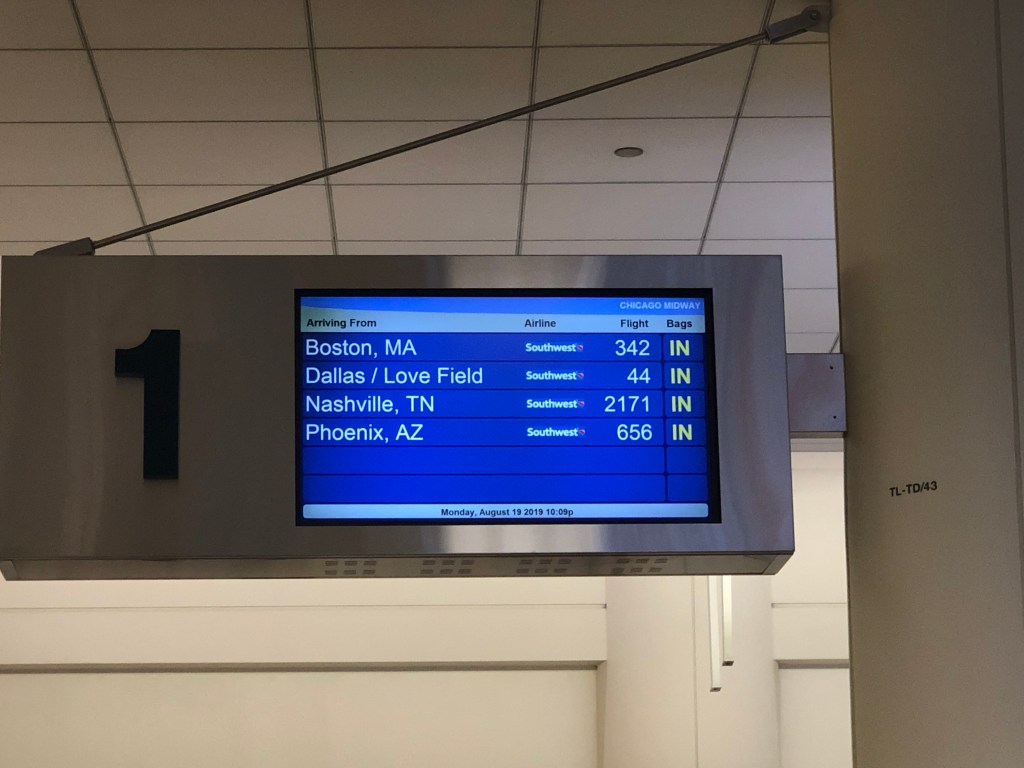 1
CHICAGO MIDWAY
Arriving From Airline Flight Bags
Boston, MA Southwest 342 IN
Dallas / Love Field Southwest 44 IN
Nashville, TN Southwest 2171 IN
Phoenix, AZ Southwest 656 IN
Monday, August 19 2019 10:09p
TL-TD/43